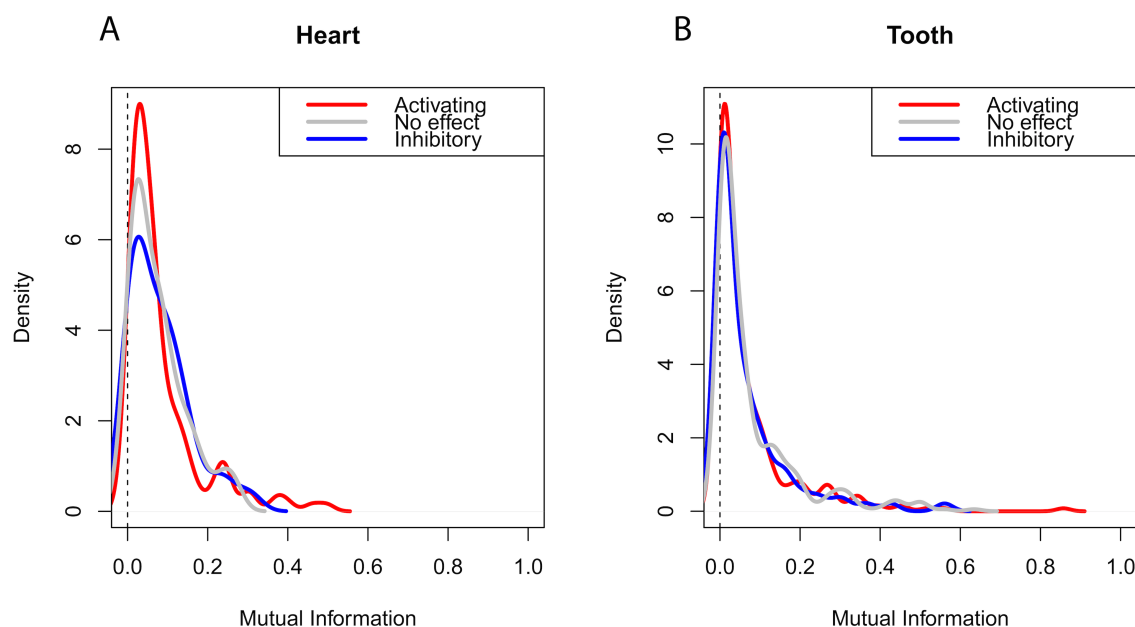 A
Heart
Activating
No effect
Inhibitory
Density
8
6
4
2
0
0.0 0.2 0.4 0.6 0.8 1.0
Mutual Information
B
Tooth
Activating
No effect
Inhibitory
Density
10
8
6
4
2
0
0.0 0.2 0.4 0.6 0.8 1.0
Mutual Information